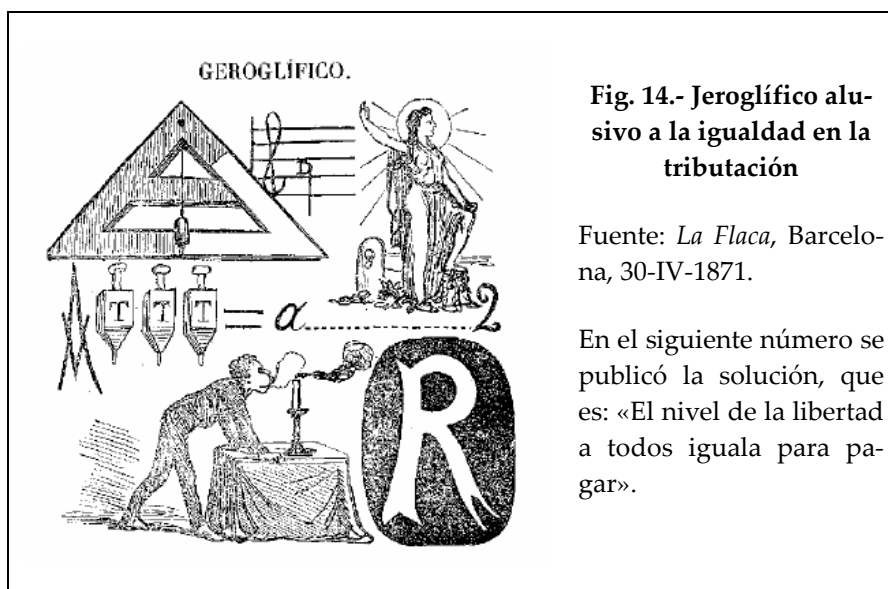 GEROGLÍFICO.
T T T = a 2
R
Fig. 14.- Jeroglífico alu-
sivo a la igualdad en la
tributación
Fuente: La Flaca, Barcelo-
na, 30-IV-1871.
En el siguiente número se
publicó la solución, que
es: «El nivel de la libertad
a todos iguala para pa-
gar».